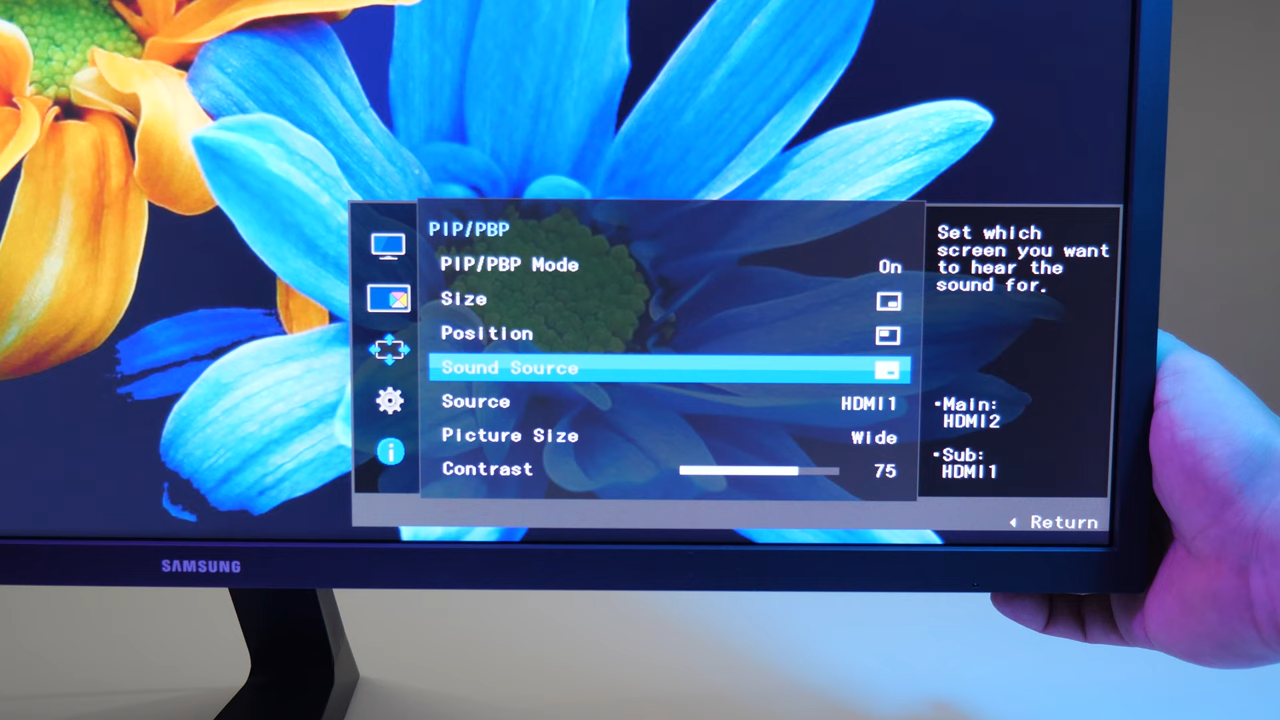 PIP/PBP
PIP/PBP Mode On
Size
Position
Sound Source
Source HDMI1
Picture Size Wide
Contrast 75
Set which
screen you want
to hear the
sound for.
•Main:
HDMI2
•Sub:
HDMI1
Return
SAMSUNG